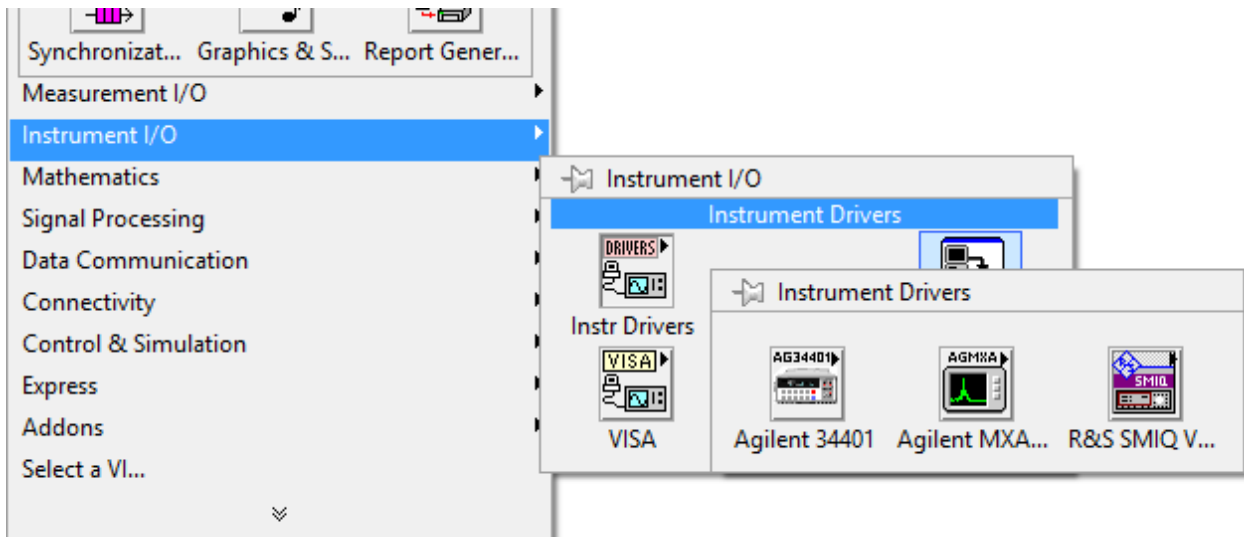 Synchronizat... Graphics & S... Report Gener...
Measurement I/O
Instrument I/O
Mathematics
Signal Processing
Data Communication
Connectivity
Control & Simulation
Express
Addons
Select a VI...
Instrument I/O
Instrument Drivers
DRIVERS
Instr Drivers
VISA
VISA
Instrument Drivers
AG34401
Agilent 34401
AGMXA
Agilent MXA...
SMIQ
R&S SMIQ V...